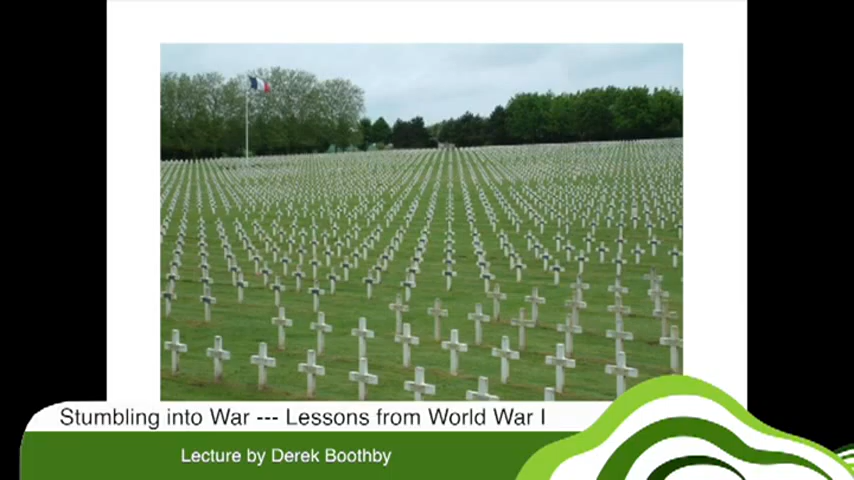 Stumbling into War --- Lessons from World War I
Lecture by Derek Boothby